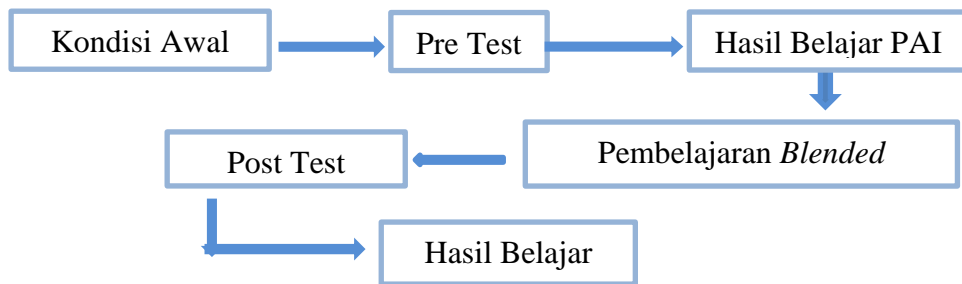 Kondisi Awal
Pre Test
Hasil Belajar PAI
Pembelajaran Blended
Post Test
Hasil Belajar